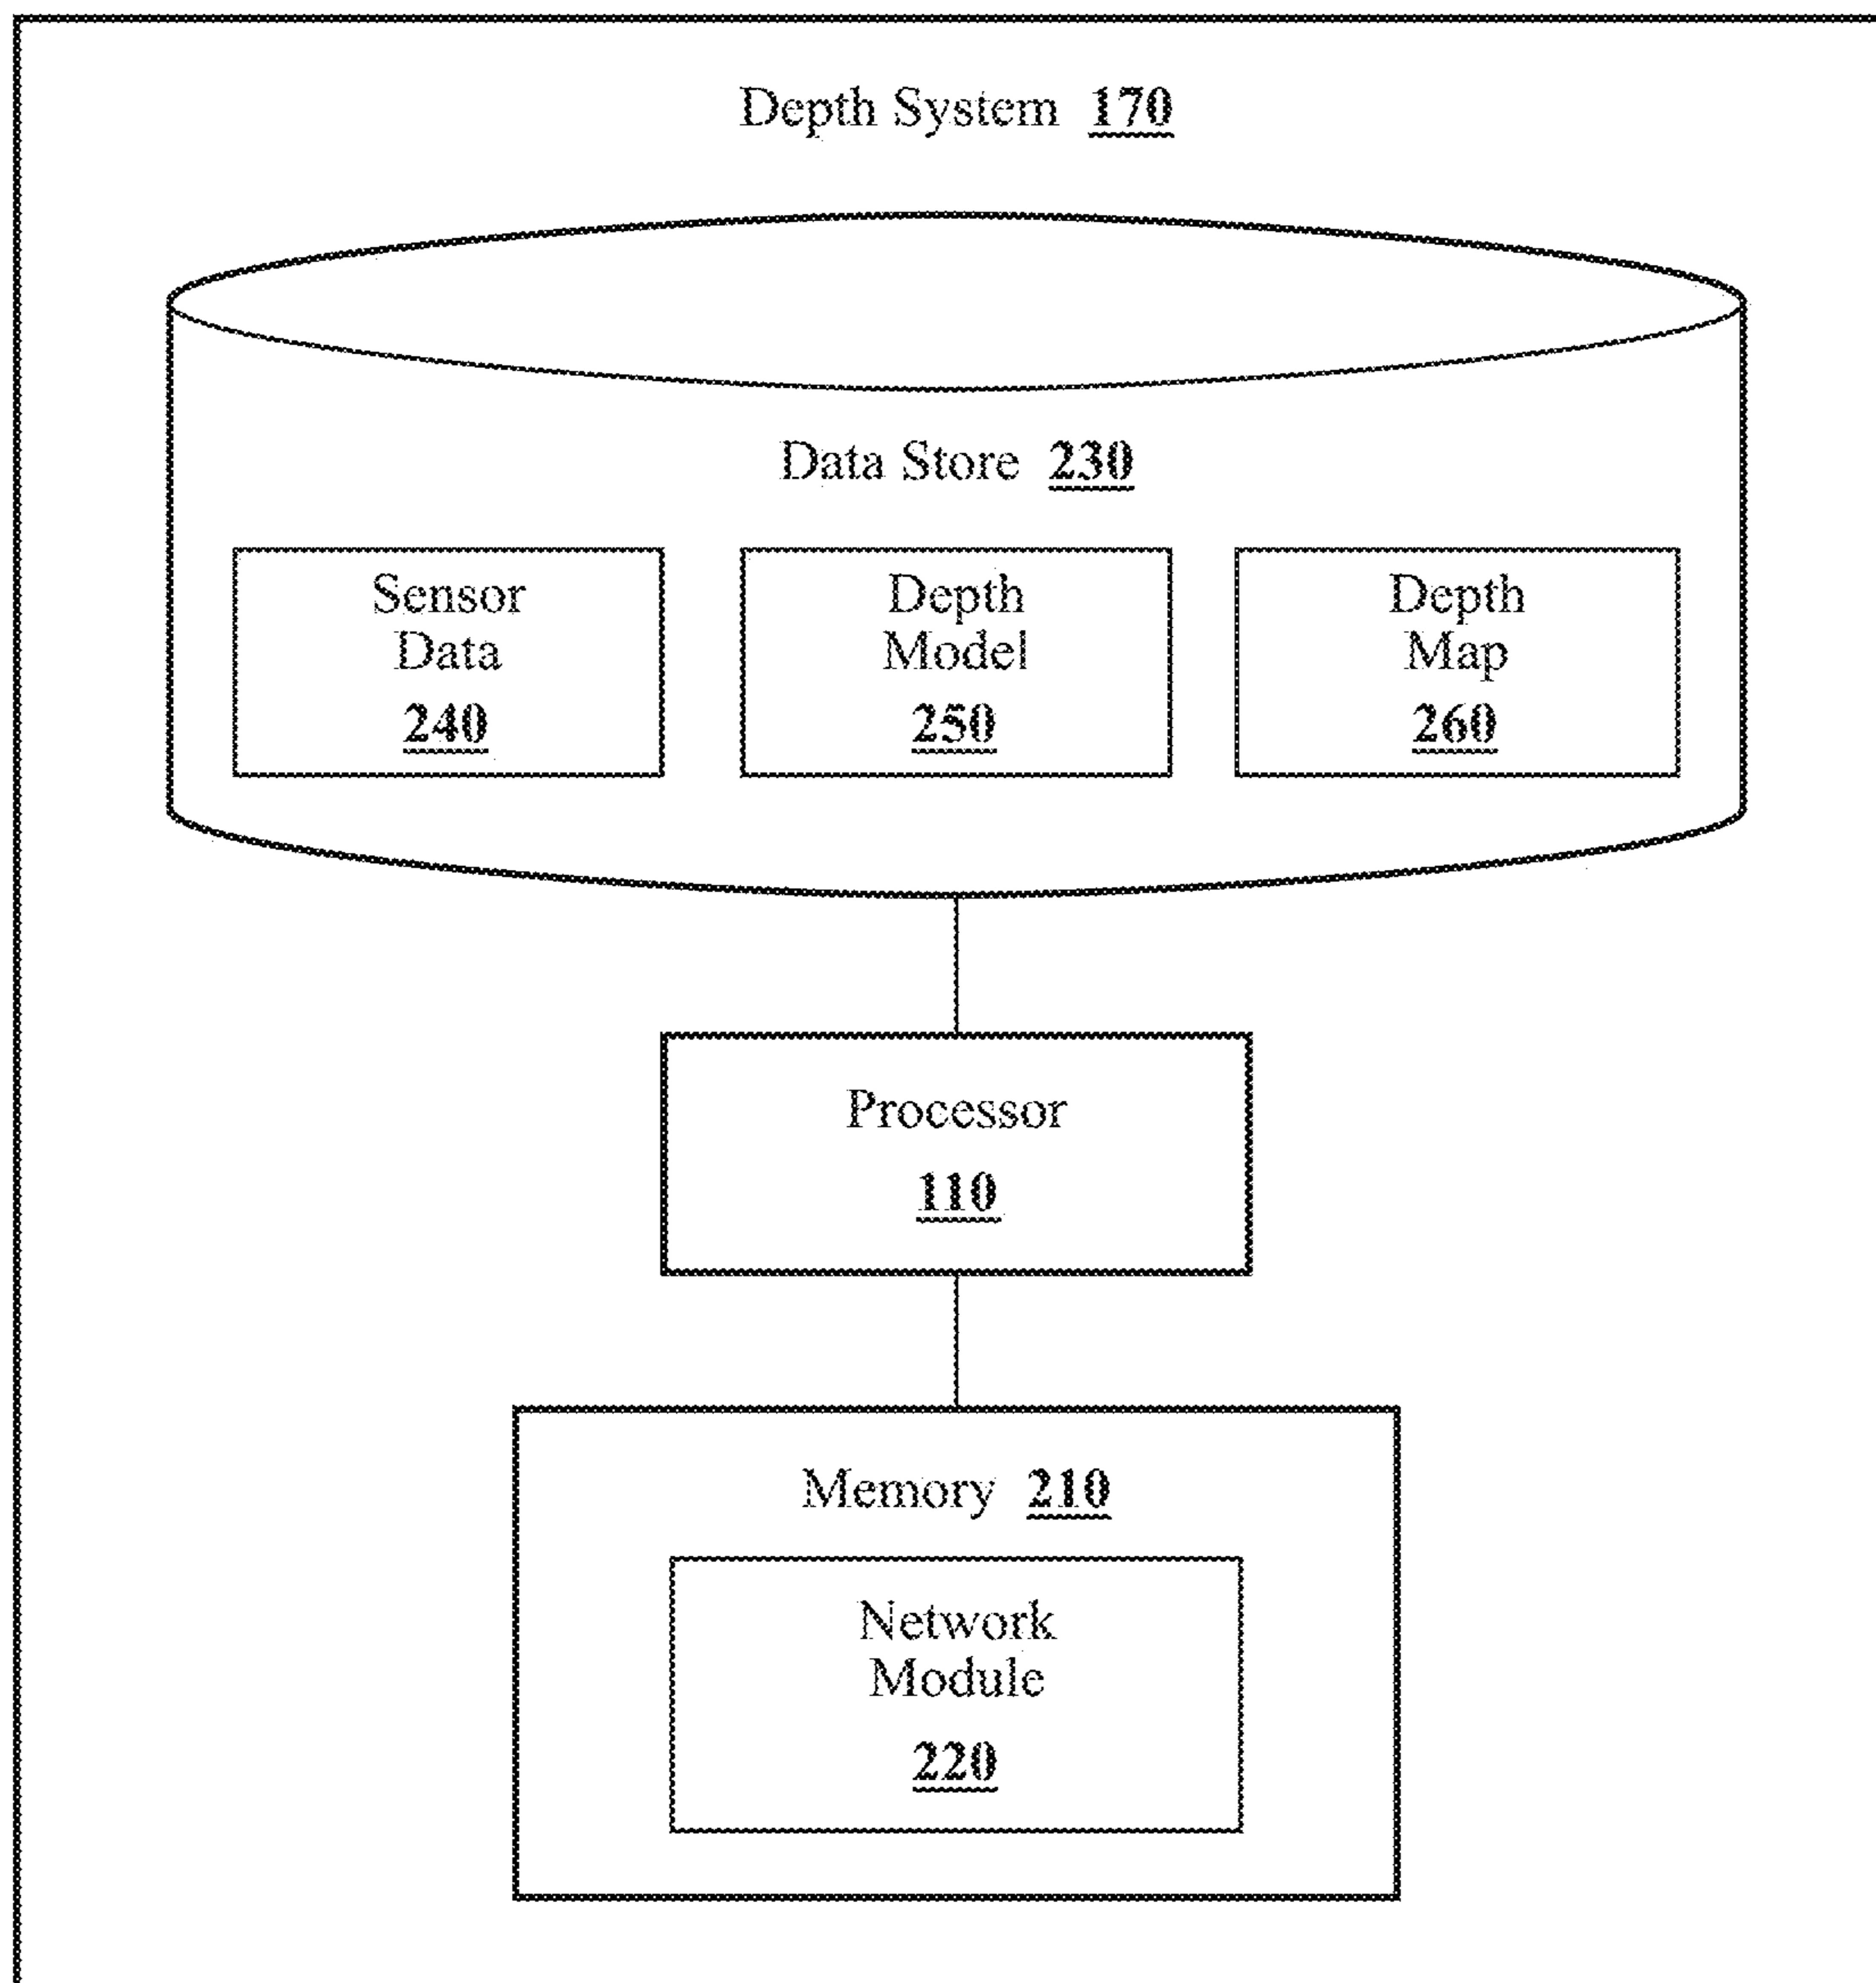 Depth System 170
Data Store 230
Sensor
Data
240
Depth
Model
250
Depth
Map
260
Processor
110
Memory 210
Network
Module
220